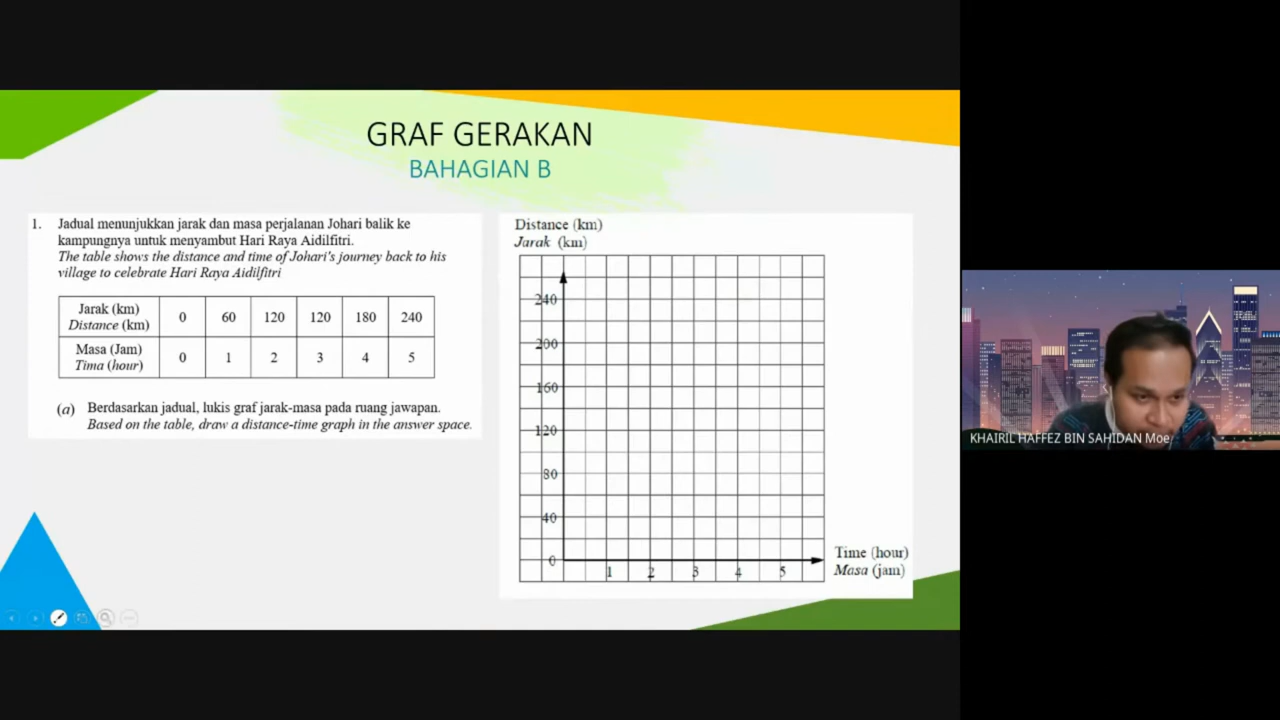 GRAF GERAKAN
BAHAGIAN B
1. Jadual menunjukkan jarak dan masa perjalanan Johari balik ke
kampungnya untuk menyambut Hari Raya Aidilfitri.
The table shows the distance and time of Johari's journey back to his
village to celebrate Hari Raya Aidilfitri
Jarak (km)
Distance (km)
0 60 120 120 180 240
Masa (Jam)
Tima (hour)
0 1 2 3 4 5
(a) Berdasarkan jadual, lukis graf jarak-masa pada ruang jawapan.
Based on the table, draw a distance-time graph in the answer space.
Distance (km)
Jarak (km)
240
200
160
120
80
40
0
1 2 3 4 5
Time (hour)
Masa (jam)
KHAIRIL HAFFEZ BIN SAHIDAN Moe